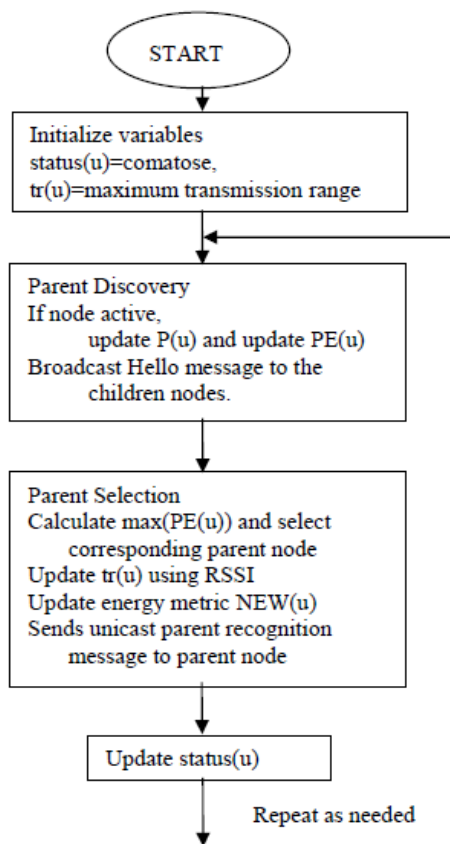 START
Initialize variables
status(u)=comatose,
tr(u)=maximum transmission range
Parent Discovery
If node active,
update P(u) and update PE(u)
Broadcast Hello message to the
children nodes.
Parent Selection
Calculate max(PE(u)) and select
corresponding parent node
Update tr(u) using RSSI
Update energy metric NEW(u)
Sends unicast parent recognition
message to parent node
Update status(u)
Repeat as needed